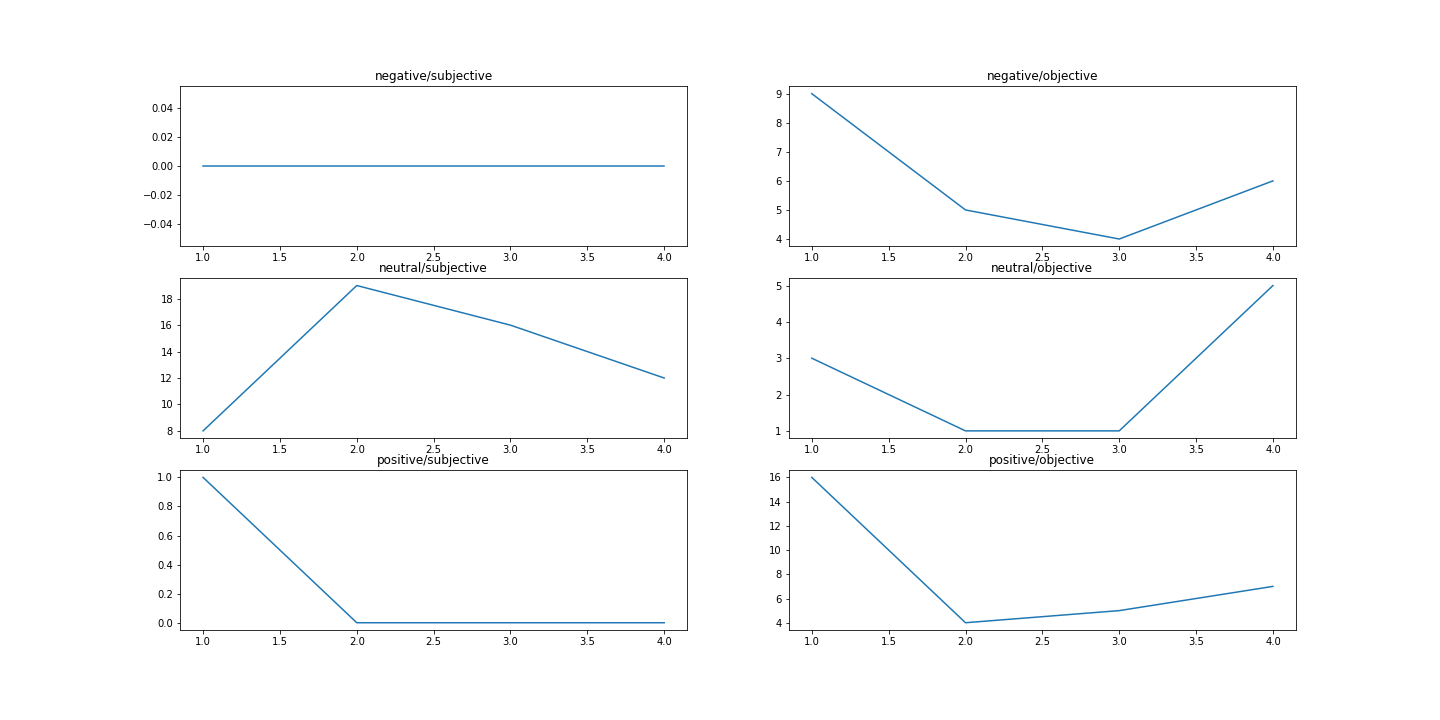 negative/subjective
0.04
0.02
0.00
−0.02
−0.04
1.0 1.5 2.0 2.5 3.0 3.5 4.0
negative/objective
9
8
7
6
5
4
1.0 1.5 2.0 2.5 3.0 3.5 4.0
neutral/subjective
18
16
14
12
10
8
1.0 1.5 2.0 2.5 3.0 3.5 4.0
neutral/objective
5
4
3
2
1
1.0 1.5 2.0 2.5 3.0 3.5 4.0
positive/subjective
1.0
0.8
0.6
0.4
0.2
0.0
1.0 1.5 2.0 2.5 3.0 3.5 4.0
positive/objective
16
14
12
10
8
6
4
1.0 1.5 2.0 2.5 3.0 3.5 4.0